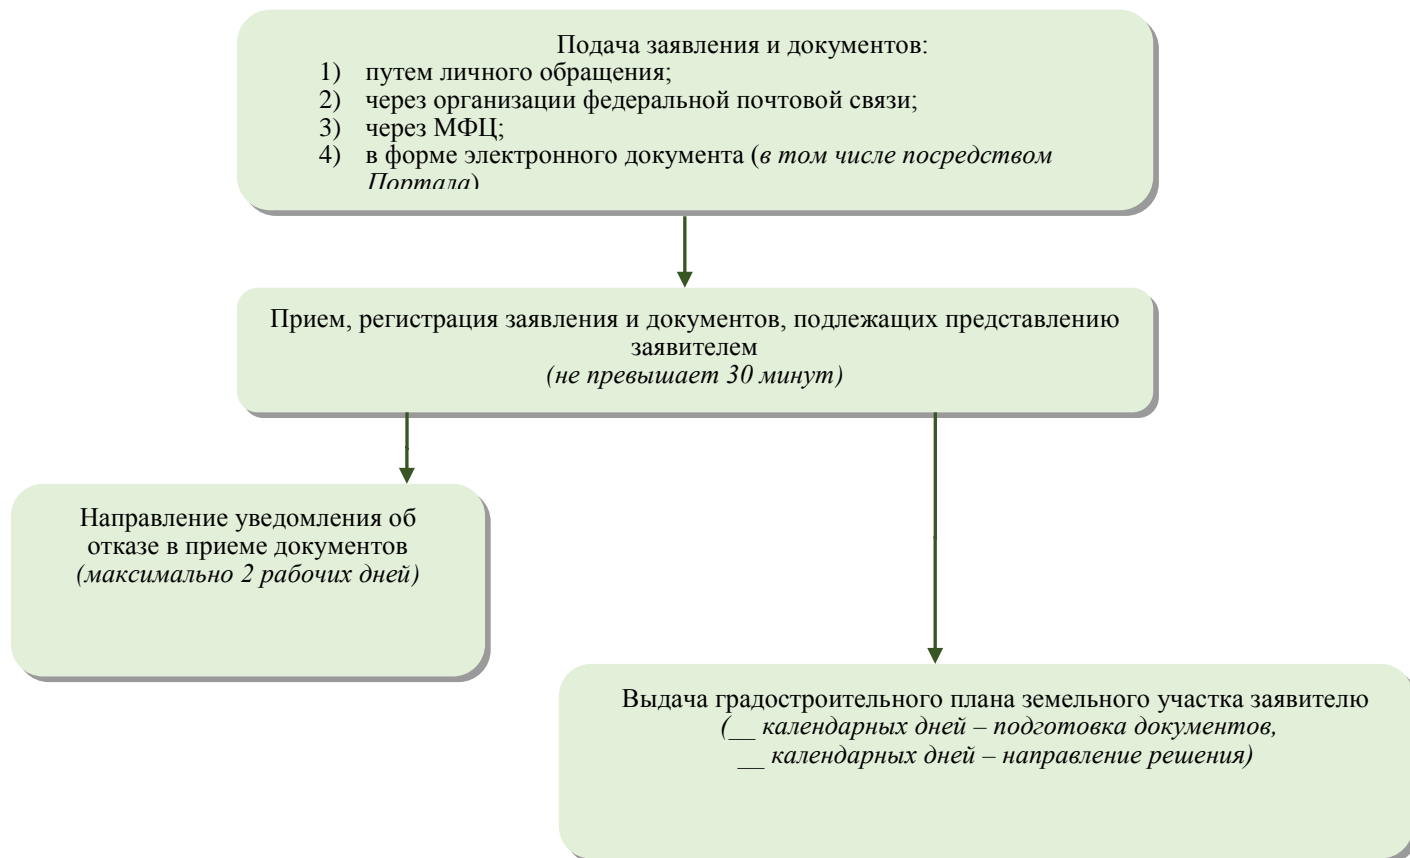 Подача заявления и документов:
1) путем личного обращения;
2) через организации федеральной почтовой связи;
3) через МФЦ;
4) в форме электронного документа (в том числе посредством
Портала)
Прием, регистрация заявления и документов, подлежащих представлению
заявителем
(не превышает 30 минут)
Направление уведомления об
отказе в приеме документов
(максимально 2 рабочих дней)
Выдача градостроительного плана земельного участка заявителю
(__ календарных дней – подготовка документов,
__ календарных дней – направление решения)